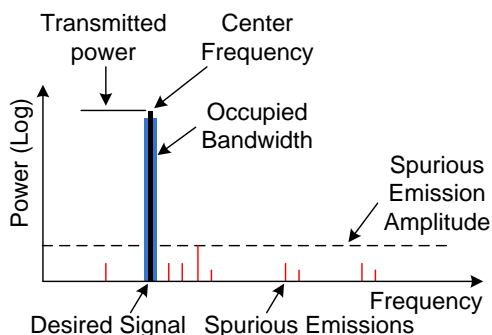 Transmitted
power
Center
Frequency
Occupied
Bandwidth
Power (Log)
Spurious
Emission
Amplitude
Frequency
Desired Signal
Spurious Emissions